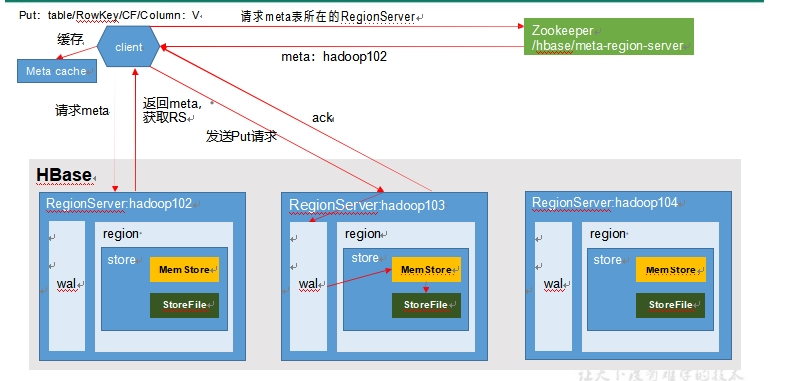 Put: table/RowKey/CF/Column: V
请求meta表所在的RegionServer
Zookeeper
/hbase/meta-region-server
缓存
client
meta: hadoop102
Meta cache
请求meta
返回meta,
获取RS
发送Put请求
ack
HBase
RegionServer:hadoop102
region
store
MemStore
wal
StoreFile
RegionServer:hadoop103
region
store
MemStore
wal
StoreFile
RegionServer:hadoop104
region
store
MemStore
wal
StoreFile
让天下没有难学的技术